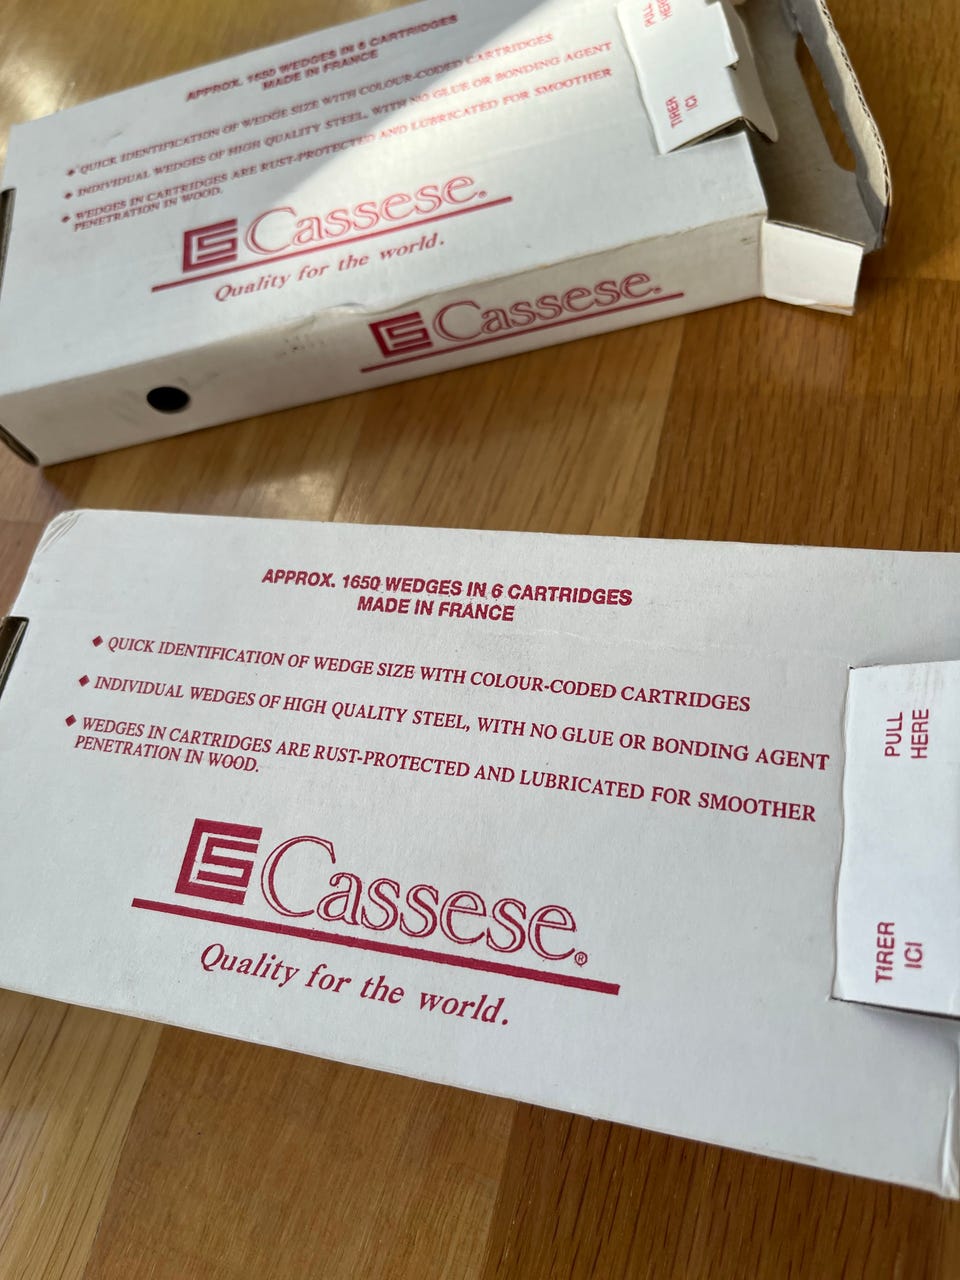 APPROX. 1650 WEDGES IN 6 CARTRIDGES
MADE IN FRANCE
◆ QUICK IDENTIFICATION OF WEDGE SIZE WITH COLOUR-CODED CARTRIDGES
◆ INDIVIDUAL WEDGES OF HIGH QUALITY STEEL, WITH NO GLUE OR BONDING AGENT
◆ WEDGES IN CARTRIDGES ARE RUST-PROTECTED AND LUBRICATED FOR SMOOTHER
PENETRATION IN WOOD.
CS Cassese®
Quality for the world.
PULL
HERE
TIRER
ICI
CS Cassese®
APPROX. 1650 WEDGES IN 6 CARTRIDGES
MADE IN FRANCE
◆ QUICK IDENTIFICATION OF WEDGE SIZE WITH COLOUR-CODED CARTRIDGES
◆ INDIVIDUAL WEDGES OF HIGH QUALITY STEEL, WITH NO GLUE OR BONDING AGENT
◆ WEDGES IN CARTRIDGES ARE RUST-PROTECTED AND LUBRICATED FOR SMOOTHER
PENETRATION IN WOOD.
CS Cassese®
Quality for the world.
PULL
HERE
TIRER
ICI